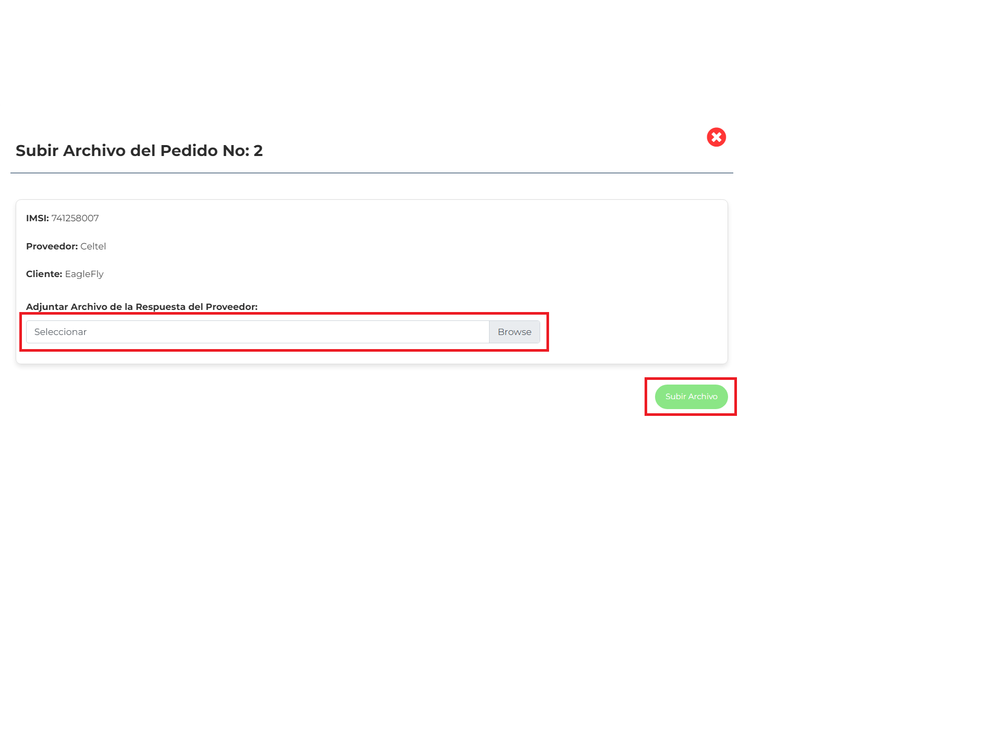 Subir Archivo del Pedido No: 2
IMSI: 741258007
Proveedor: Celtel
Cliente: EagleFly
Adjuntar Archivo de la Respuesta del Proveedor:
Seleccionar Browse
Subir Archivo